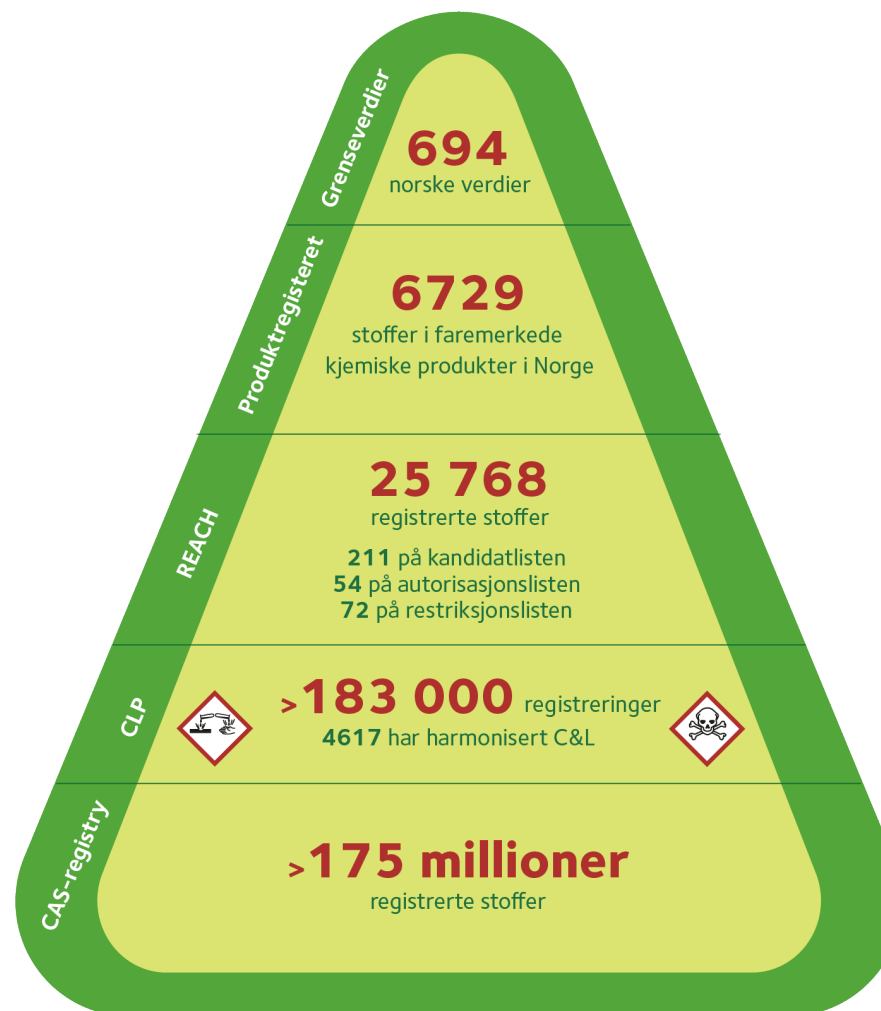 Grenseverdier
694
norske verdier
Produktregisteret
6729
stoffer i faremerkede
kjemiske produkter i Norge
REACH
25 768
registrerte stoffer
211 på kandidatlisten
54 på autorisasjonslisten
72 på restriksjonslisten
CLP
>183 000 registreringer
4617 har harmonisert C&L
CAS-registry
>175 millioner
registrerte stoffer